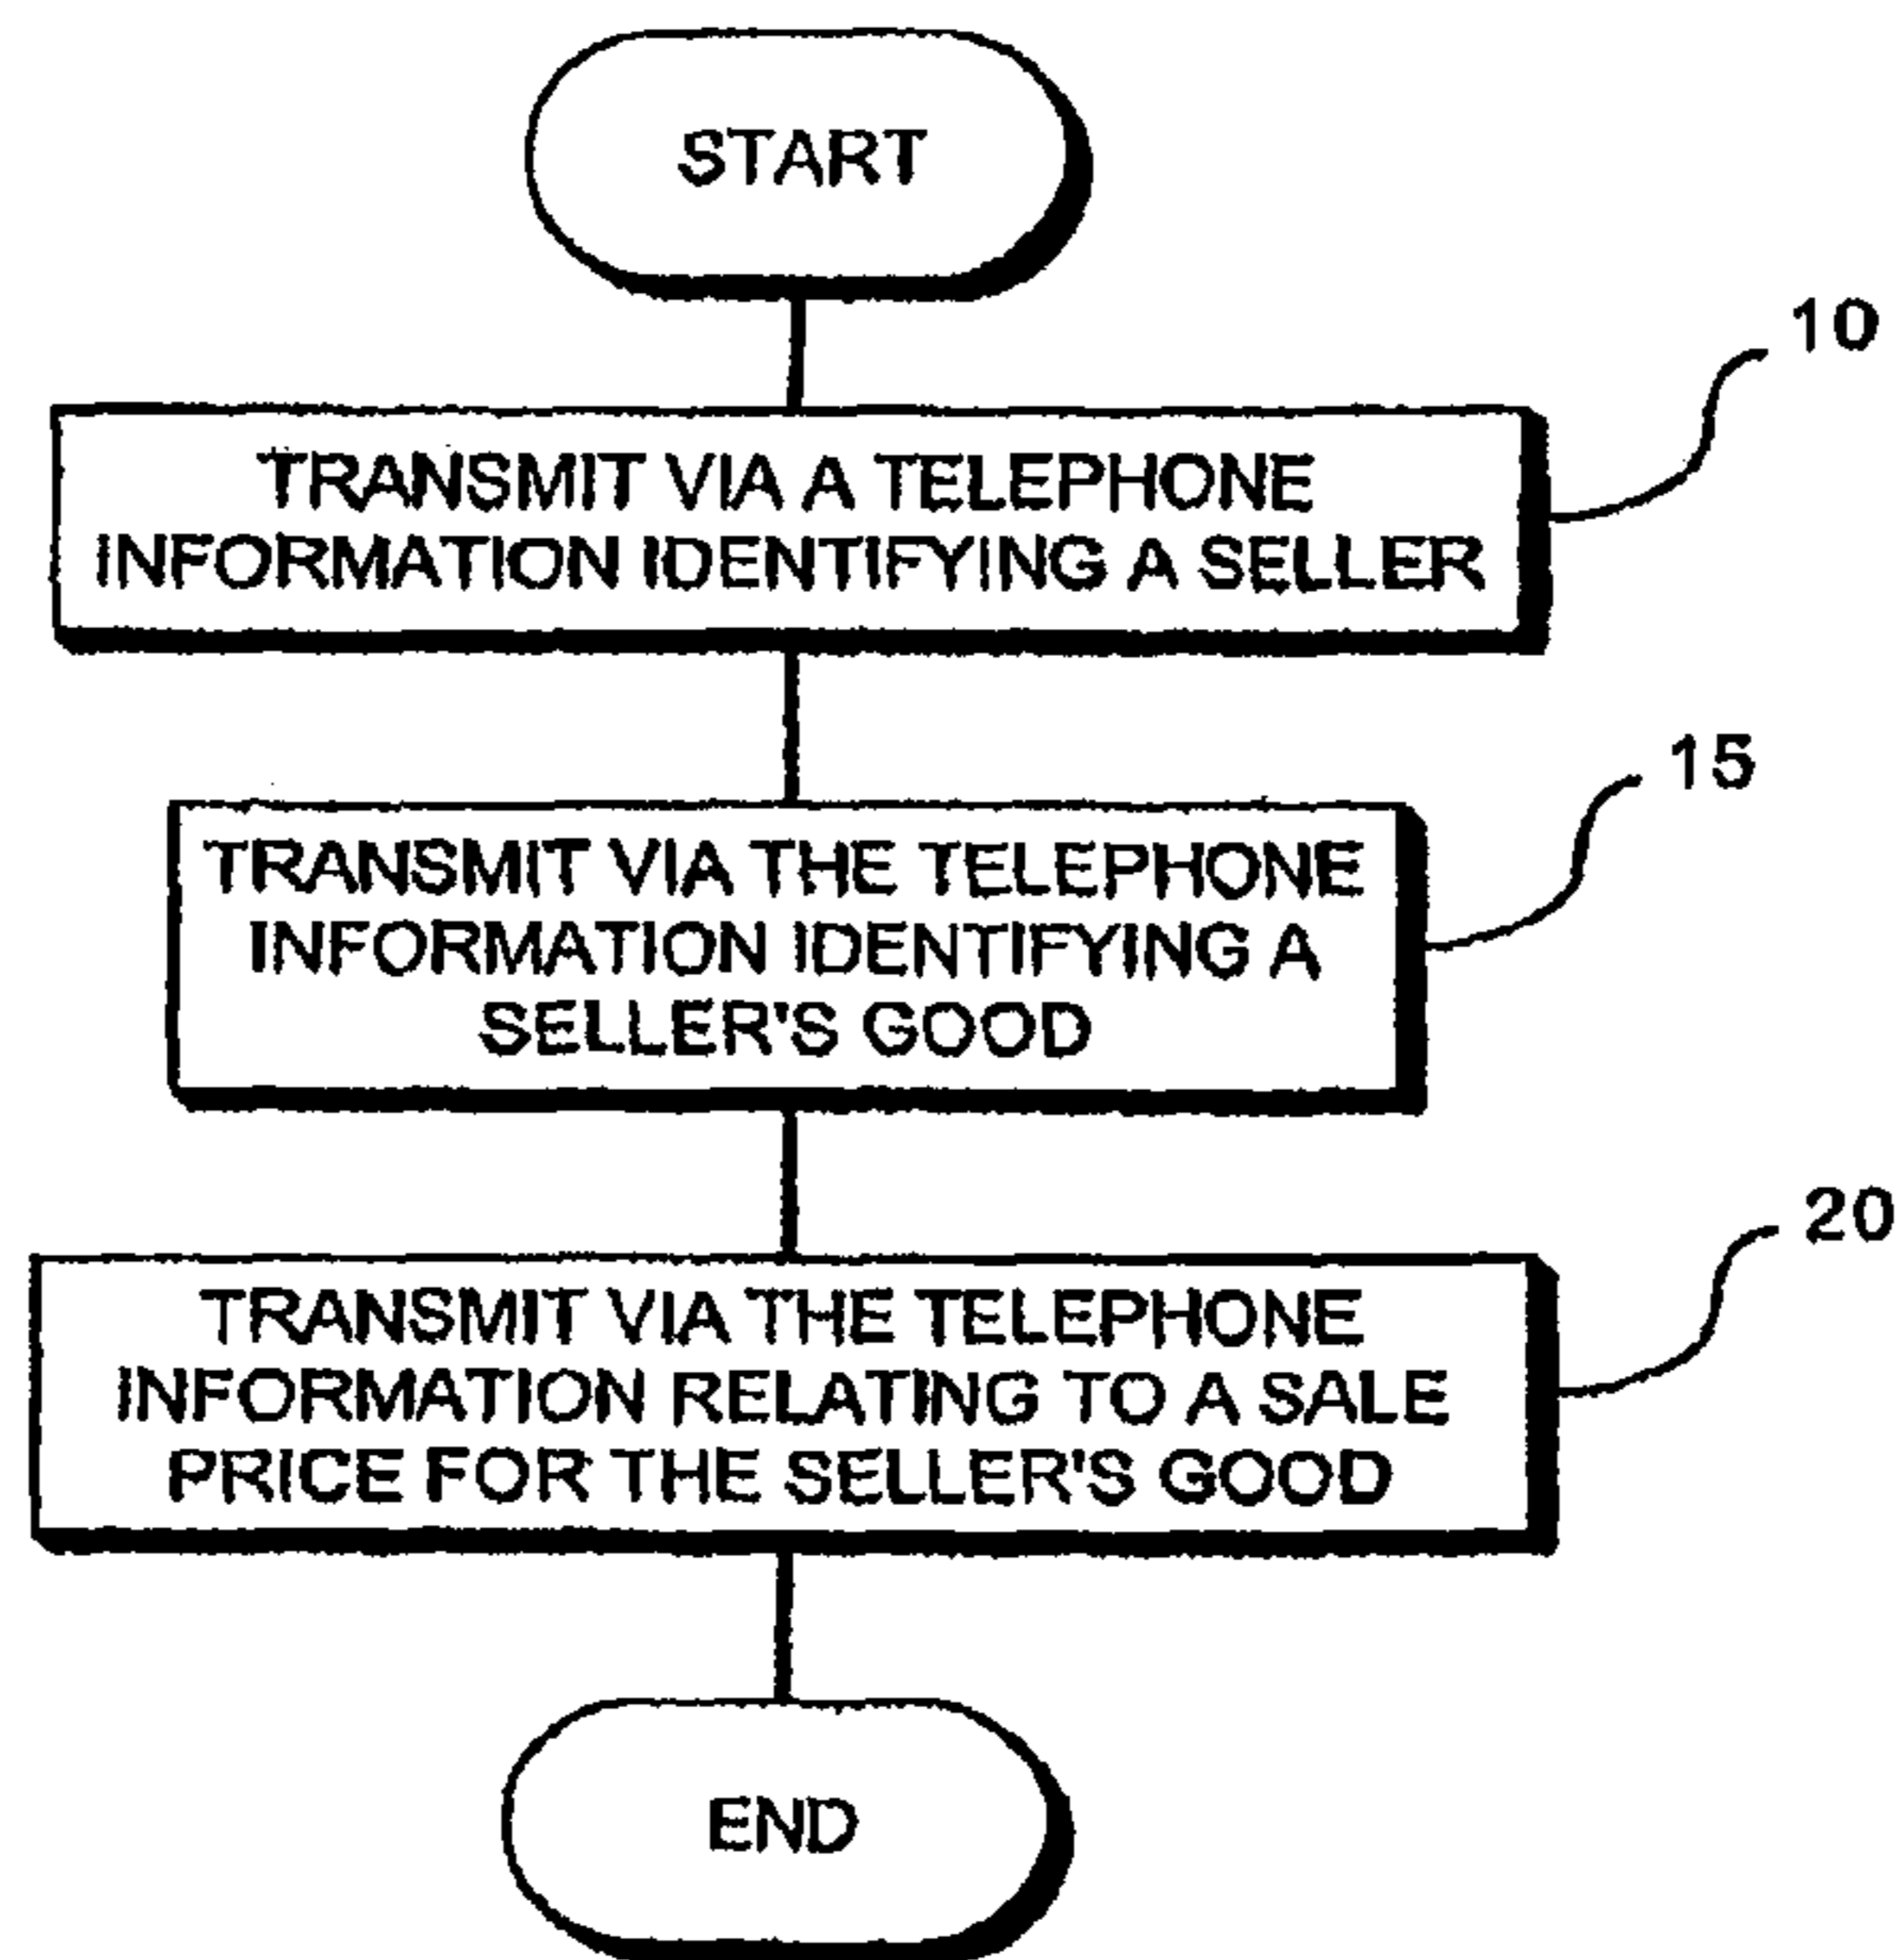 START
10
TRANSMIT VIA A TELEPHONE
INFORMATION IDENTIFYING A SELLER
15
TRANSMIT VIA THE TELEPHONE
INFORMATION IDENTIFYING A
SELLER'S GOOD
20
TRANSMIT VIA THE TELEPHONE
INFORMATION RELATING TO A SALE
PRICE FOR THE SELLER'S GOOD
END